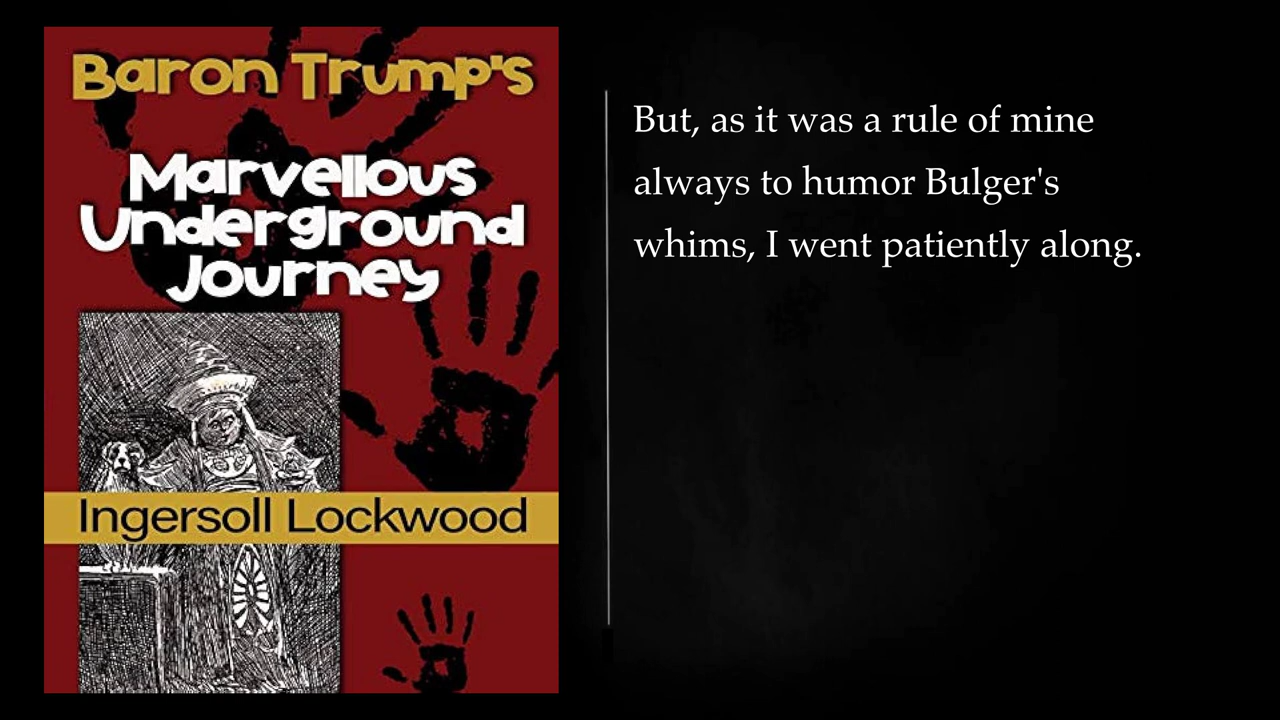 Baron Trump's
Marvellous
Underground
Journey
Ingersoll Lockwood
But, as it was a rule of mine
always to humor Bulger's
whims, I went patiently along.